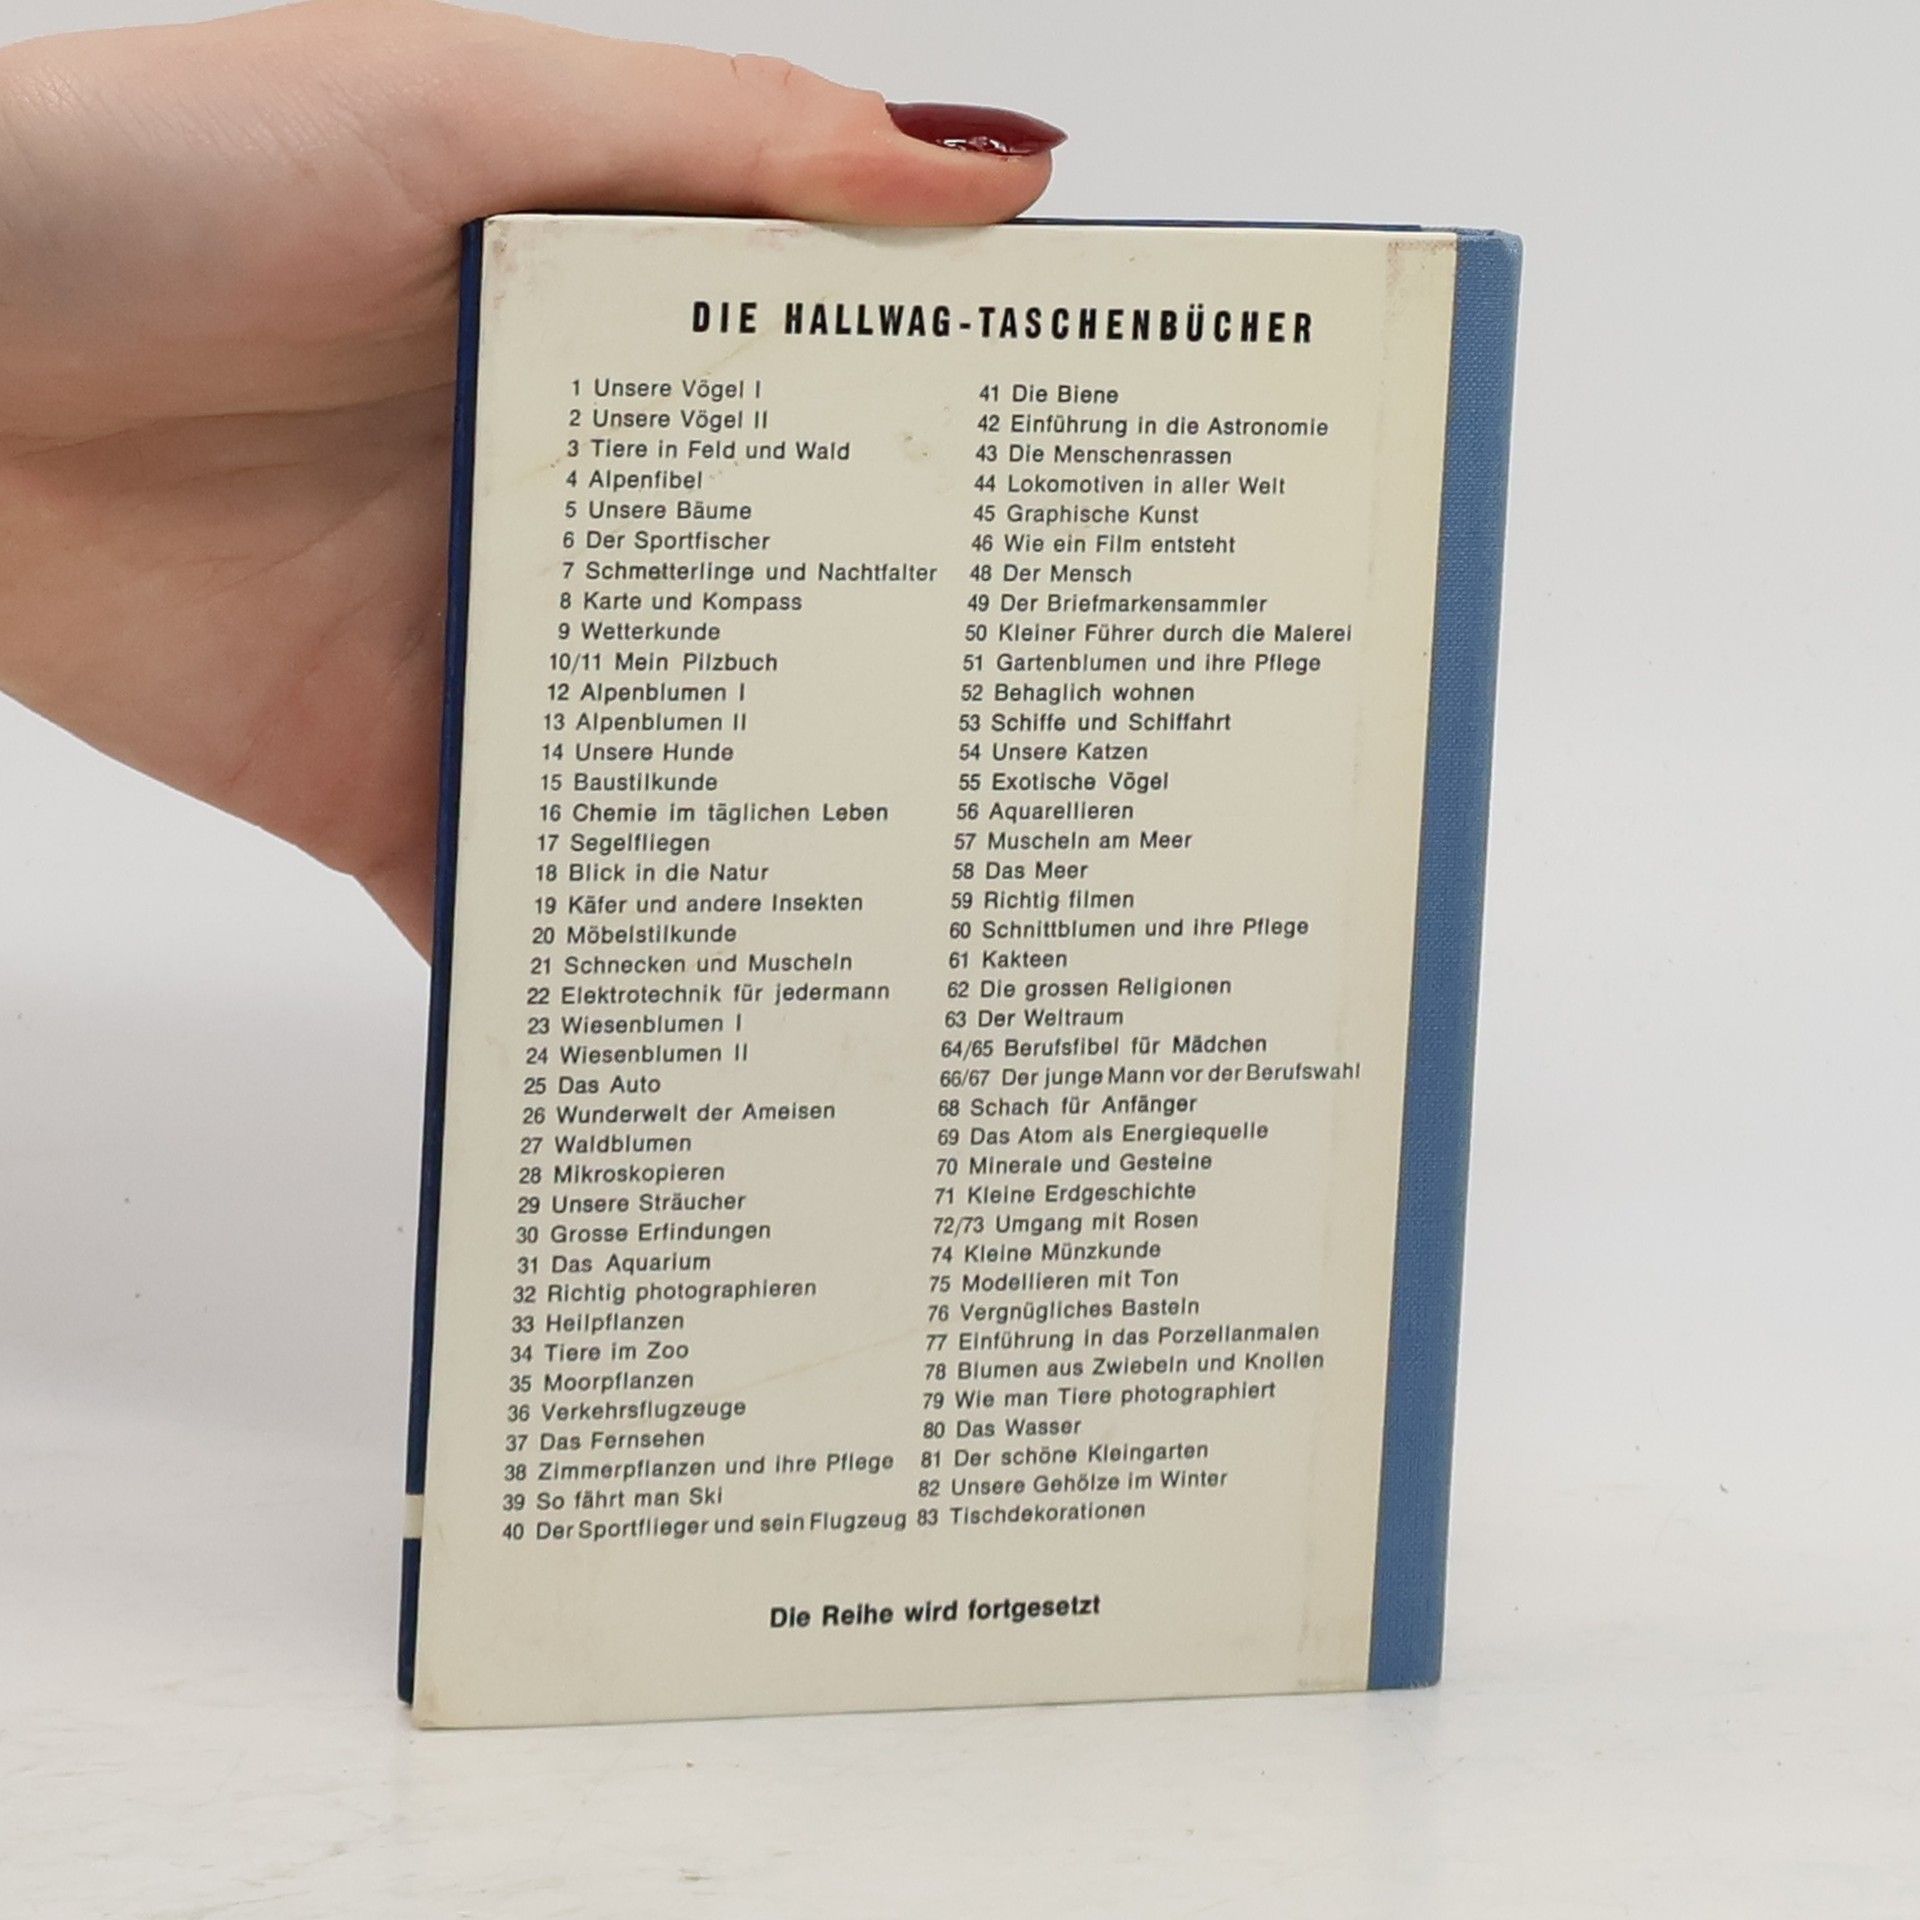 DIE HALLWAG-TASCHENBÜCHER
1 Unsere Vögel I
2 Unsere Vögel II
3 Tiere in Feld und Wald
4 Alpenfibel
5 Unsere Bäume
6 Der Sportfischer
7 Schmetterlinge und Nachtfalter
8 Karte und Kompass
9 Wetterkunde
10/11 Mein Pilzbuch
12 Alpenblumen I
13 Alpenblumen II
14 Unsere Hunde
15 Baustilkunde
16 Chemie im täglichen Leben
17 Segelfliegen
18 Blick in die Natur
19 Käfer und andere Insekten
20 Möbelstilkunde
21 Schnecken und Muscheln
22 Elektrotechnik für jedermann
23 Wiesenblumen I
24 Wiesenblumen II
25 Das Auto
26 Wunderwelt der Ameisen
27 Waldblumen
28 Mikroskopieren
29 Unsere Sträucher
30 Grosse Erfindungen
31 Das Aquarium
32 Richtig photographieren
33 Heilpflanzen
34 Tiere im Zoo
35 Moorpflanzen
36 Verkehrsflugzeuge
37 Das Fernsehen
38 Zimmerpflanzen und ihre Pflege
39 So fährt man Ski
40 Der Sportflieger und sein Flugzeug
41 Die Biene
42 Einführung in die Astronomie
43 Die Menschenrassen
44 Lokomotiven in aller Welt
45 Graphische Kunst
46 Wie ein Film entsteht
48 Der Mensch
49 Der Briefmarkensammler
50 Kleiner Führer durch die Malerei
51 Gartenblumen und ihre Pflege
52 Behaglich wohnen
53 Schiffe und Schiffahrt
54 Unsere Katzen
55 Exotische Vögel
56 Aquarellieren
57 Muscheln am Meer
58 Das Meer
59 Richtig filmen
60 Schnittblumen und ihre Pflege
61 Kakteen
62 Die grossen Religionen
63 Der Weltraum
64/65 Berufsfibel für Mädchen
66/67 Der junge Mann vor der Berufswahl
68 Schach für Anfänger
69 Das Atom als Energiequelle
70 Minerale und Gesteine
71 Kleine Erdgeschichte
72/73 Umgang mit Rosen
74 Kleine Münzkunde
75 Modellieren mit Ton
76 Vergnügliches Basteln
77 Einführung in das Porzellanmalen
78 Blumen aus Zwiebeln und Knollen
79 Wie man Tiere photographiert
80 Das Wasser
81 Der schöne Kleingarten
82 Unsere Gehölze im Winter
83 Tischdekorationen
Die Reihe wird fortgesetzt